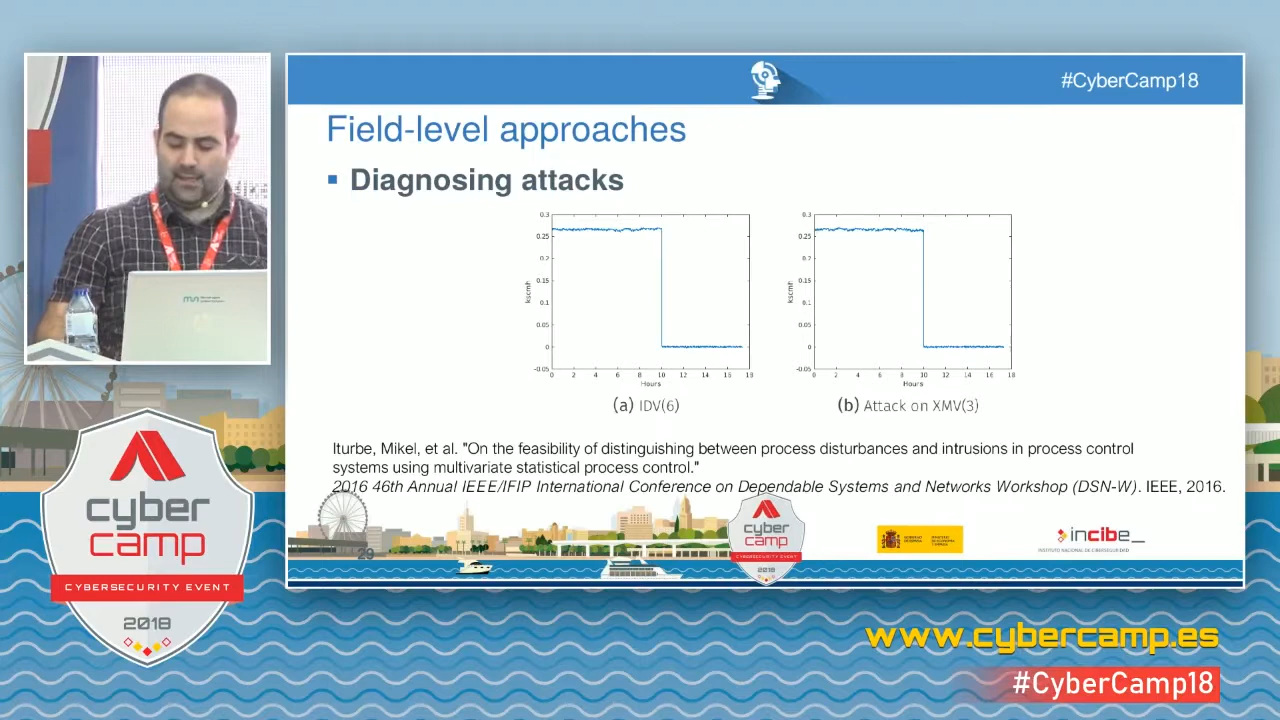 #CyberCamp18
Field-level approaches
Diagnosing attacks
0.3
0.25
0.2
0.15
0.1
0.05
0
-0.05
kscmh
0 2 4 6 8 10 12 14 16 18
Hours
(a) IDV(6)
0.3
0.25
0.2
0.15
0.1
0.05
0
-0.05
kscmh
0 2 4 6 8 10 12 14 16 18
Hours
(b) Attack on XMV(3)
Iturbe, Mikel, et al. "On the feasibility of distinguishing between process disturbances and intrusions in process control
systems using multivariate statistical process control."
2016 46th Annual IEEE/IFIP International Conference on Dependable Systems and Networks Workshop (DSN-W). IEEE, 2016.
29
cyber
camp
CYBERSECURITY EVENT
2018
incibe_
INSTITUTO NACIONAL DE CIBERSEGURIDAD
cyber
camp
CYBERSECURITY EVENT
2018
www.cybercamp.es
#CyberCamp18